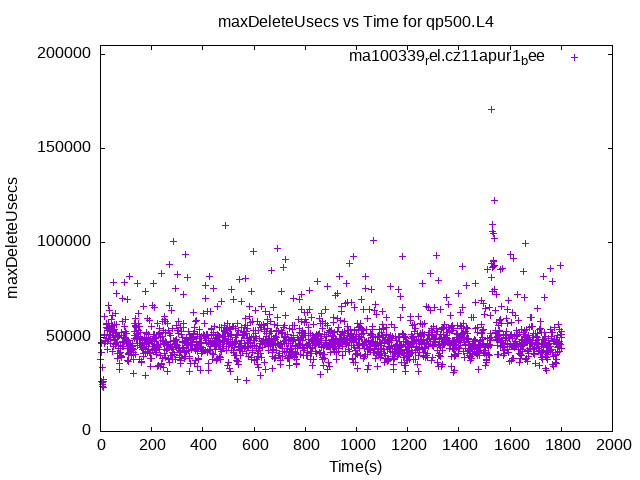 maxDeleteUsecs vs Time for qp500.L4
ma100339rel.cz11apur1bee
200000
150000
100000
50000
0
maxDeleteUsecs
0 200 400 600 800 1000 1200 1400 1600 1800 2000
Time(s)